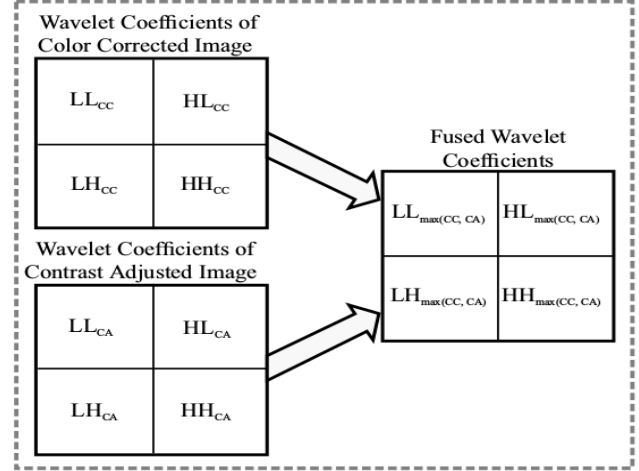 Wavelet Coefficients of
Color Corrected Image
LLCC HLCC
LHCC HHCC
Wavelet Coefficients of
Contrast Adjusted Image
LLCA HLCA
LHCA HHCA
Fused Wavelet
Coefficients
LLmax(CC, CA) HLmax(CC, CA)
LHmax(CC, CA) HHmax(CC, CA)